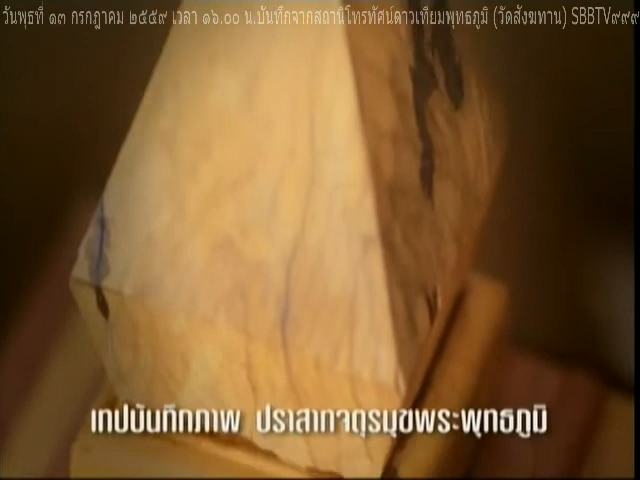 วันพุธที่ ๑๓ กรกฎาคม ๒๕๕๙ เวลา ๑๖.๐๐ น.บันทึกจากสถานีโทรทัศน์ดาวเทียมพุทธภูมิ (วัดสังฆทาน) SBBTV๙๙๙
เทปบันทึกภาพ ปราสาทจตุรมุขพระพุทธภูมิ